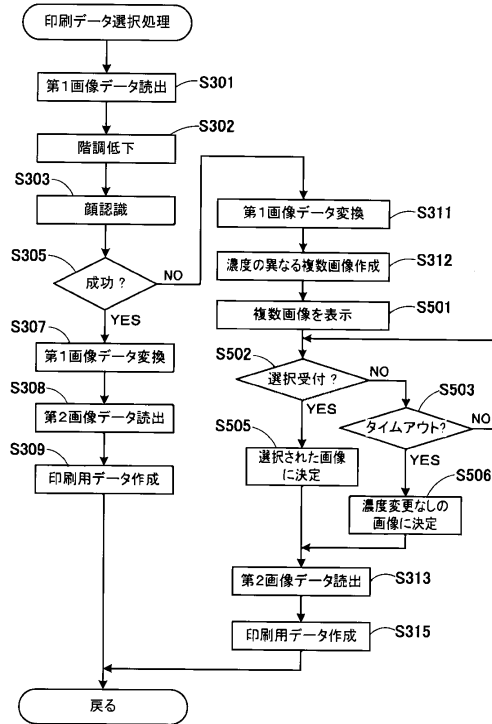 印刷データ選択処理
第1画像データ読出
S301
階調低下
S302
顔認識
S303
成功?
S305
NO
YES
第1画像データ変換
S307
第2画像データ読出
S308
印刷用データ作成
S309
第1画像データ変換
S311
濃度の異なる複数画像作成
S312
複数画像を表示
S501
選択受付?
S502
NO
YES
タイムアウト?
S503
NO
YES
選択された画像
に決定
S505
濃度変更なしの
画像に決定
S506
第2画像データ読出
S313
印刷用データ作成
S315
戻る